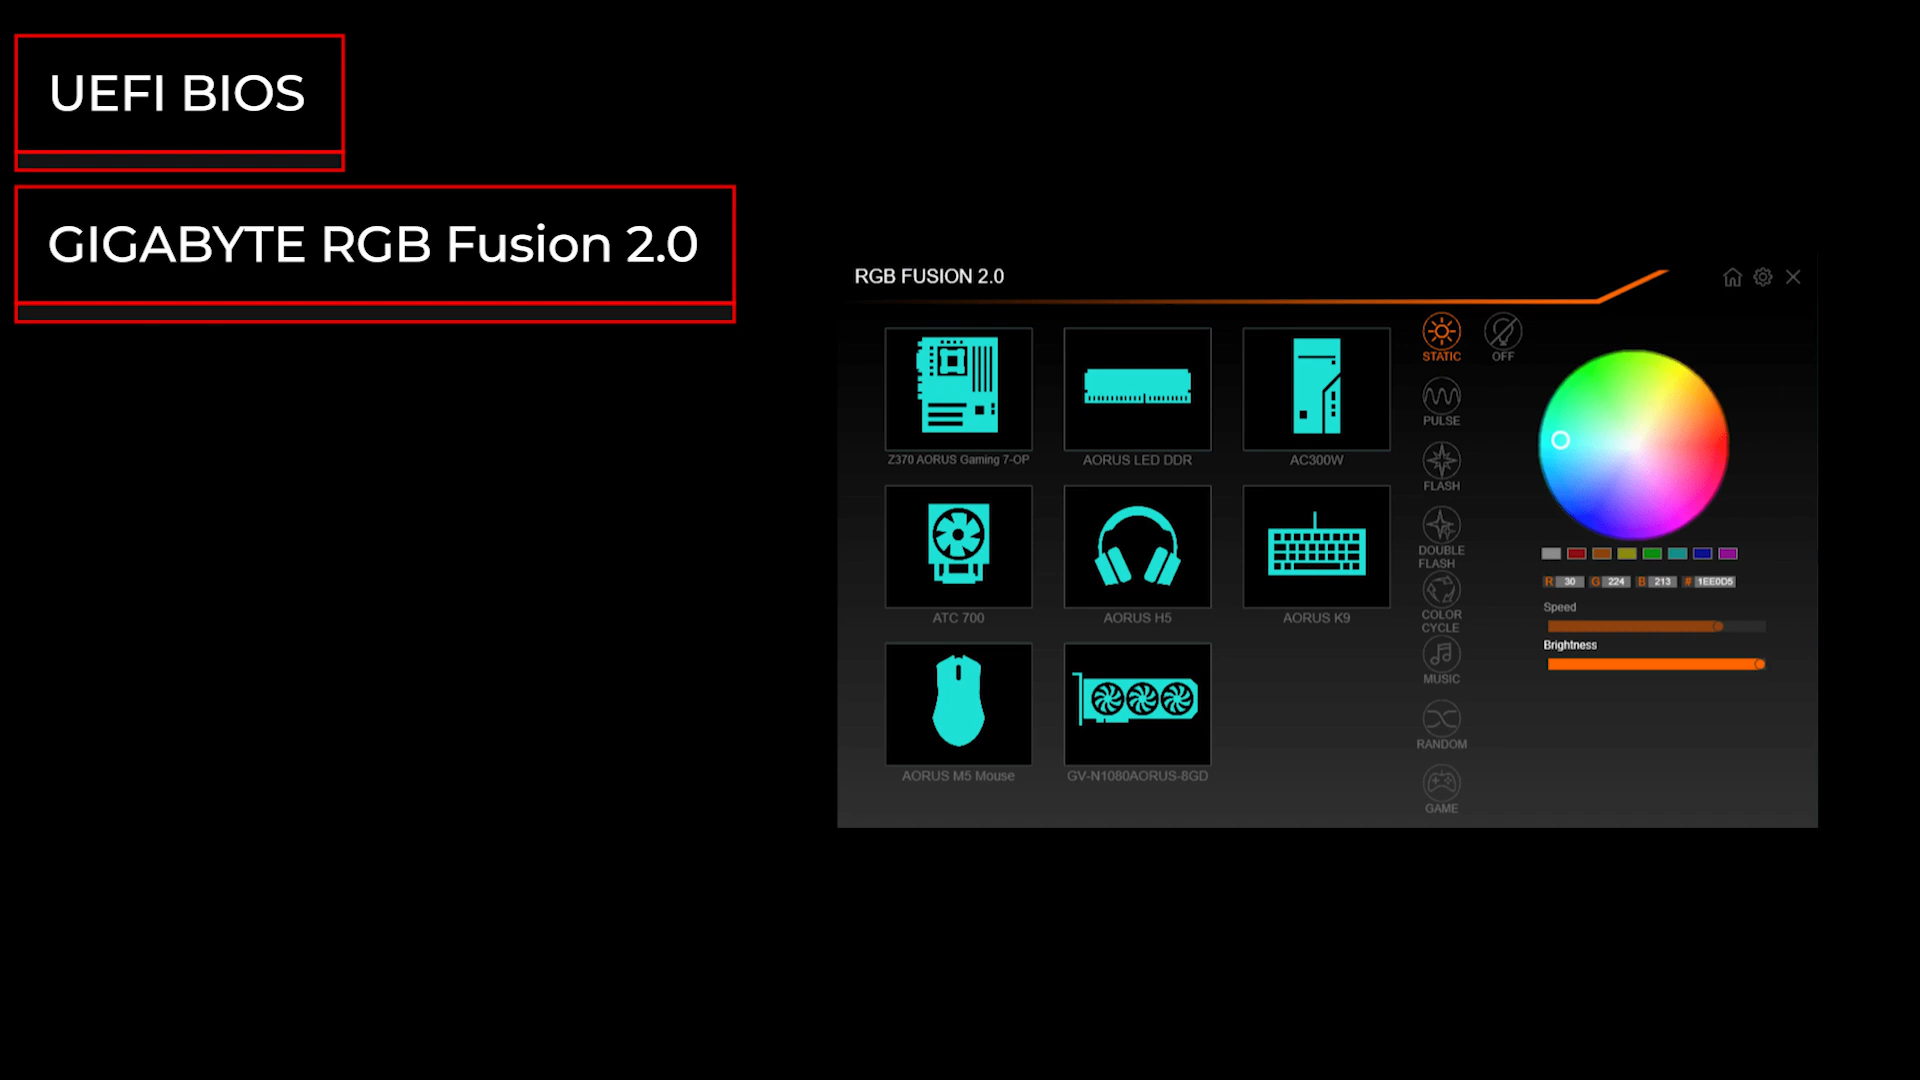 UEFI BIOS
GIGABYTE RGB Fusion 2.0
RGB FUSION 2.0
Z370 AORUS Gaming 7-OP
AORUS LED DDR
AC300W
ATC 700
AORUS H5
AORUS K9
AORUS M5 Mouse
GV-N1080AORUS-8GD
STATIC
OFF
PULSE
FLASH
DOUBLE
FLASH
COLOR
CYCLE
MUSIC
RANDOM
GAME
R 30 G 224 B 213 # 1EE0D5
Speed
Brightness